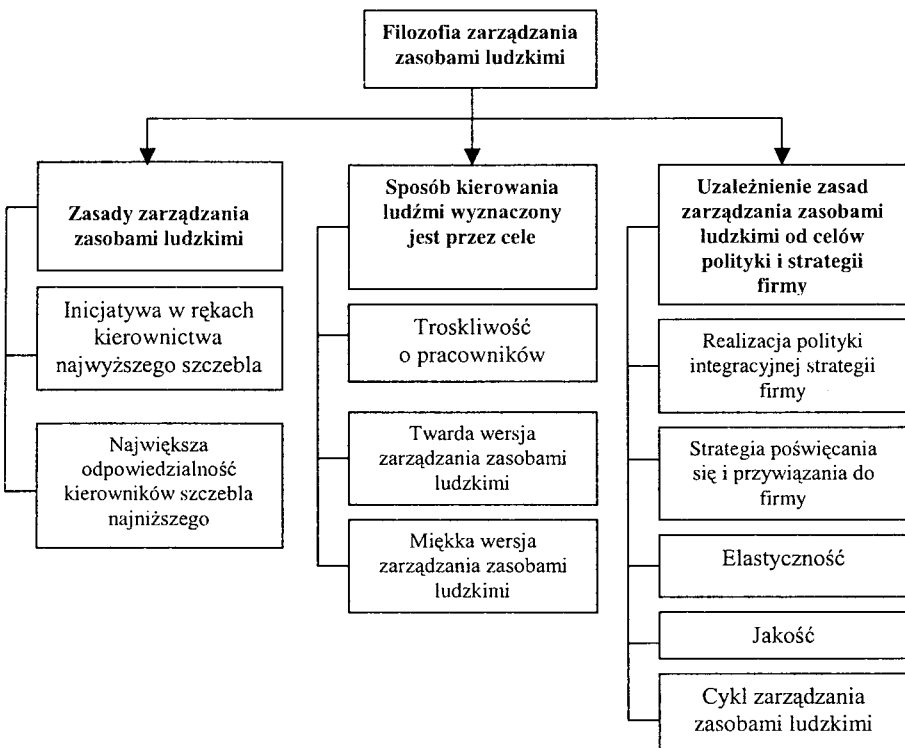 Filozofia zarządzania
zasobami ludzkimi
Zasady zarządzania
zasobami ludzkimi
Inicjatywa w rękach
kierownictwa
najwyższego szczebla
Największa
odpowiedzialność
kierowników szczebla
najniższego
Sposób kierowania
ludźmi wyznaczony
jest przez cele
Troskliwość
o pracowników
Twarda wersja
zarządzania zasobami
ludzkimi
Miękka wersja
zarządzania zasobami
ludzkimi
Uzależnienie zasad
zarządzania zasobami
ludzkimi od celów
polityki i strategii
firmy
Realizacja polityki
integracyjnej strategii
firmy
Strategia poświęcania
się i przywiązania do
firmy
Elastyczność
Jakość
Cykl zarządzania
zasobami ludzkimi